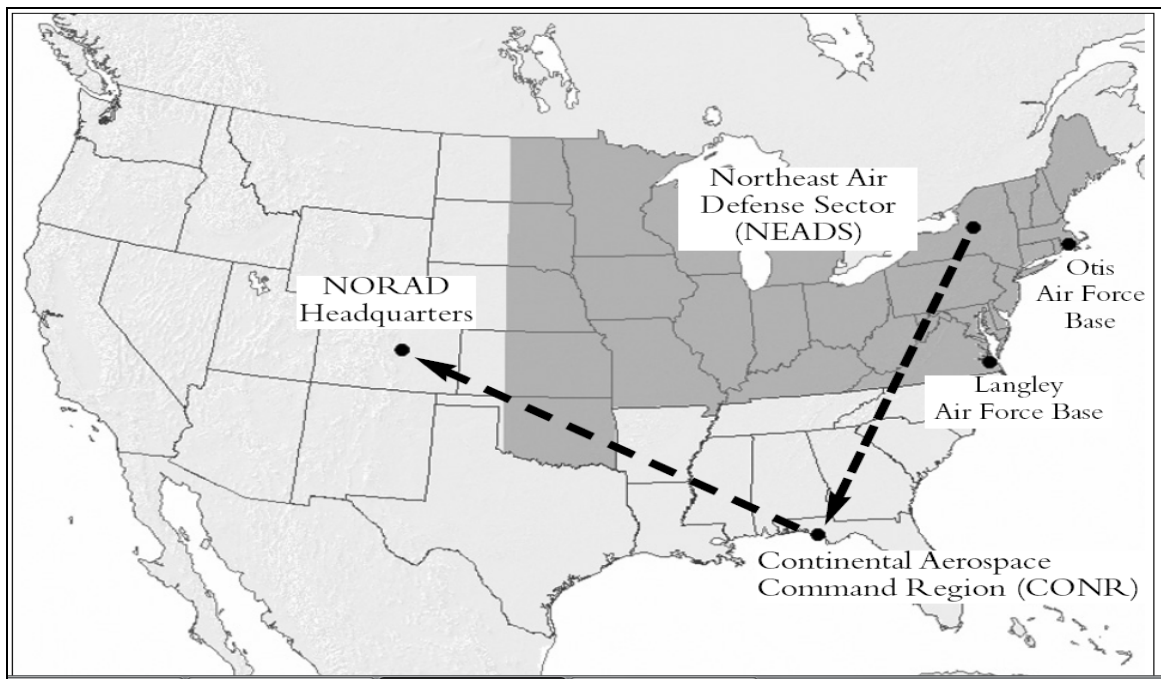 Northeast Air
Defense Sector
(NEADS)
NORAD
Headquarters
Otis
Air Force
Base
Langley
Air Force Base
Continental Aerospace
Command Region (CONR)